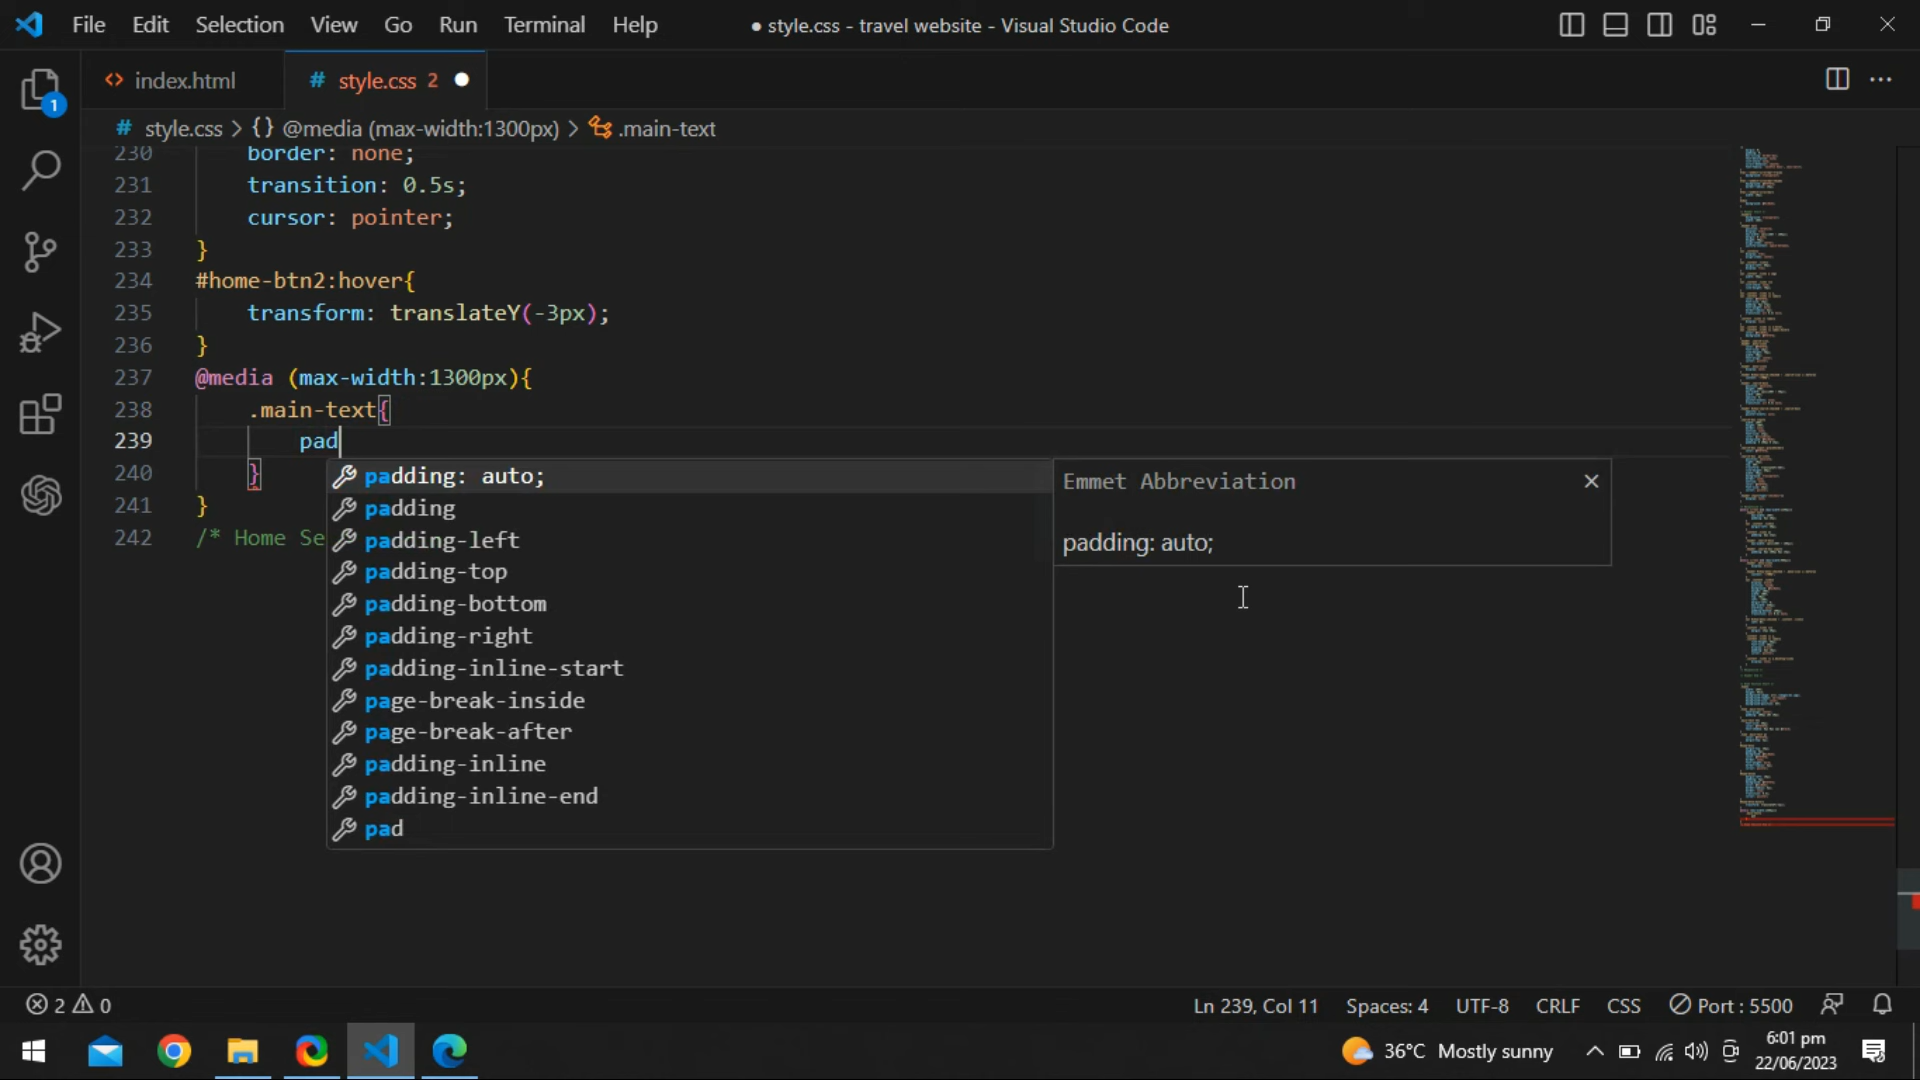 File Edit Selection View Go Run Terminal Help
● style.css - travel website - Visual Studio Code
1
<> index.html
# style.css 2 ●
# style.css > {} @media (max-width:1300px) > .main-text
230 border: none;
231 transition: 0.5s;
232 cursor: pointer;
233 }
234 #home-btn2:hover{
235 transform: translateY(-3px);
236 }
237 @media (max-width:1300px){
238 .main-text{
239 pad
240 }
241 }
242 /* Home Se
padding: auto;
padding
padding-left
padding-top
padding-bottom
padding-right
padding-inline-start
page-break-inside
page-break-after
padding-inline
padding-inline-end
pad
Emmet Abbreviation
padding: auto;
2 0
Ln 239, Col 11 Spaces: 4 UTF-8 CRLF CSS Port : 5500
36°C Mostly sunny
6:01 pm
22/06/2023